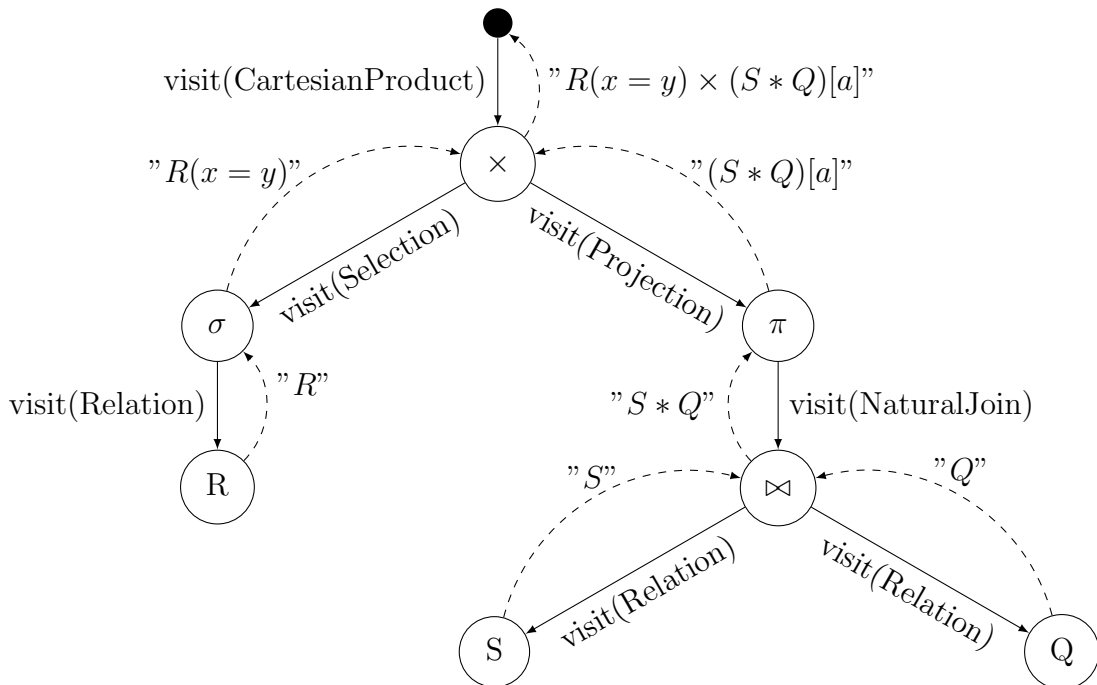 visit(CartesianProduct)
"R(x = y) × (S ∗ Q)[a]"
×
"R(x = y)"
"(S ∗ Q)[a]"
visit(Selection)
visit(Projection)
σ
π
visit(Relation)
"R"
"S ∗ Q"
visit(NaturalJoin)
R
"S"
⋈
"Q"
visit(Relation)
visit(Relation)
S
Q